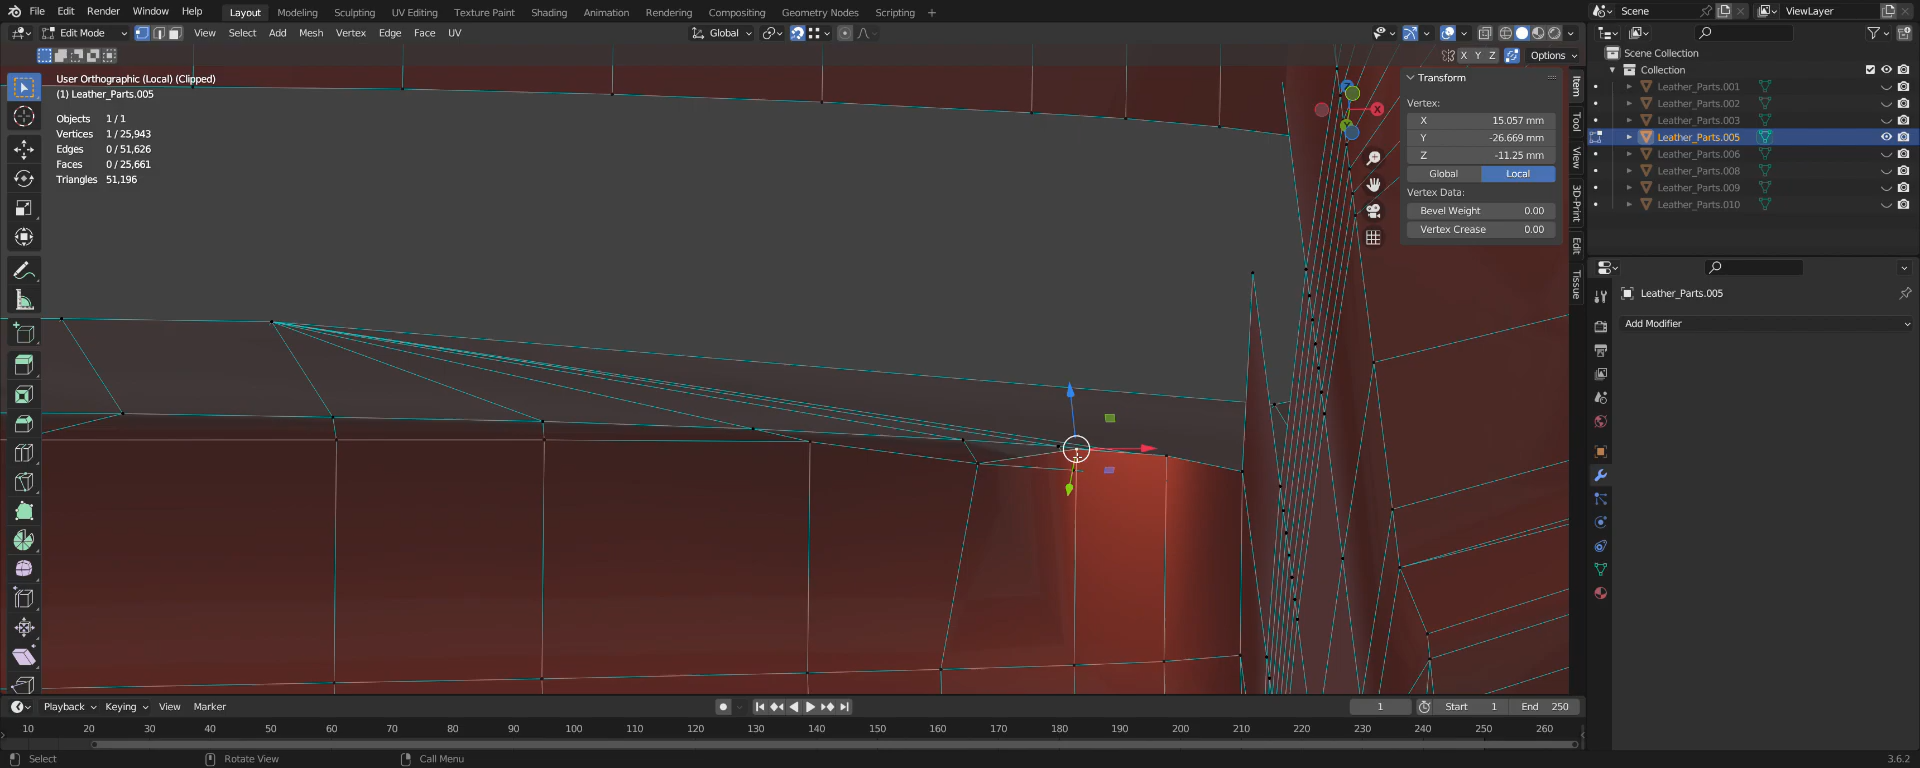 File Edit Render Window Help Layout Modeling Sculpting UV Editing Texture Paint Shading Animation Rendering Compositing Geometry Nodes Scripting + Scene ViewLayer
Edit Mode View Select Add Mesh Vertex Edge Face UV Global
X Y Z Options
User Orthographic (Local) (Clipped)
(1) Leather_Parts.005
Objects 1 / 1
Vertices 1 / 25,943
Edges 0 / 51,626
Faces 0 / 25,661
Triangles 51,196
X
Y
Transform
Vertex:
X 15.057 mm
Y -26.669 mm
Z -11.25 mm
Global Local
Vertex Data:
Bevel Weight 0.00
Vertex Crease 0.00
Item
Tool
View
3D-Print
Edit
Tissue
Scene Collection
Collection
Leather_Parts.001
Leather_Parts.002
Leather_Parts.003
Leather_Parts.005
Leather_Parts.006
Leather_Parts.008
Leather_Parts.009
Leather_Parts.010
Leather_Parts.005
Add Modifier
Playback Keying View Marker 1 Start 1 End 250
10 20 30 40 50 60 70 80 90 100 110 120 130 140 150 160 170 180 190 200 210 220 230 240 250 260
Select Rotate View Call Menu 3.6.2